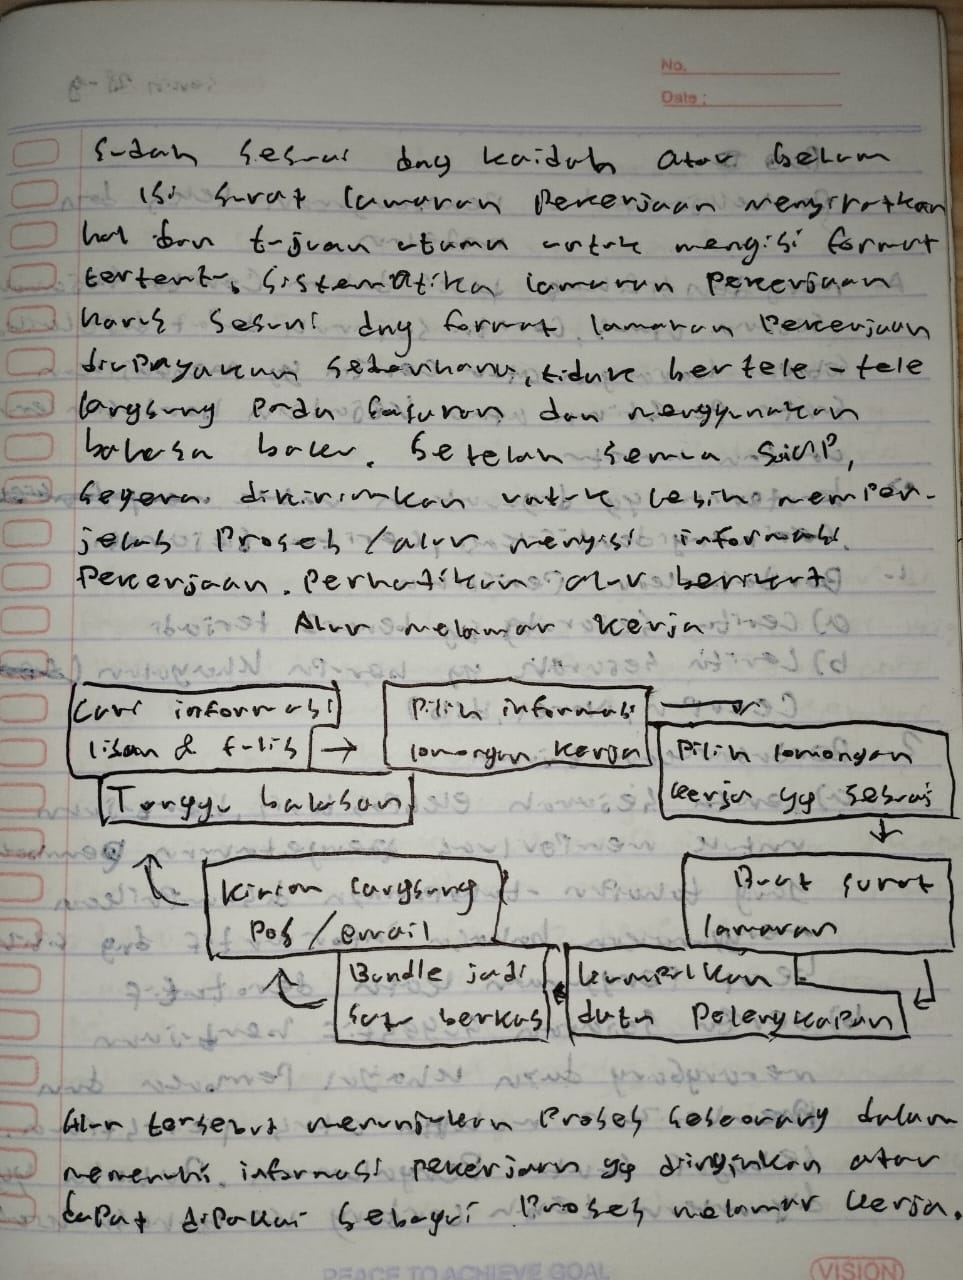 No.
Date:
sudah sesuai dng kaidah atau belum
Isi surat lamaran pekerjaan menyiratkan
hal dan tujuan utama untuk mengisi format
tertentu, sistematika lamaran pekerjaan
harus sesuai dng format lamaran pekerjaan
diupayakan sederhana, tidak bertele-tele
langsung pada sasaran dan menggunakan
bahasa baku. Setelah semua siap,
segera dikirimkan untuk lebih memper-
jelas proses/alur mengisi informasi
pekerjaan. Perhatikan alur berikut
Alur melamar kerja
Cari informasi
lisan & tulis
Pilih informasi
lowongan kerja
Pilih lowongan
kerja yg sesuai
Buat surat
lamaran
kumpulkan
data pelengkapan
Bundle jadi
satu berkas
Kirim langsung
pos/email
Tunggu balasan
Alur tersebut menunjukan proses seseorang dalam
memenuhi informasi pekerjaan yg diinginkan atau
dapat dipakai sebagai proses melamar kerja.
PEACE TO ACHIEVE GOAL
VISION